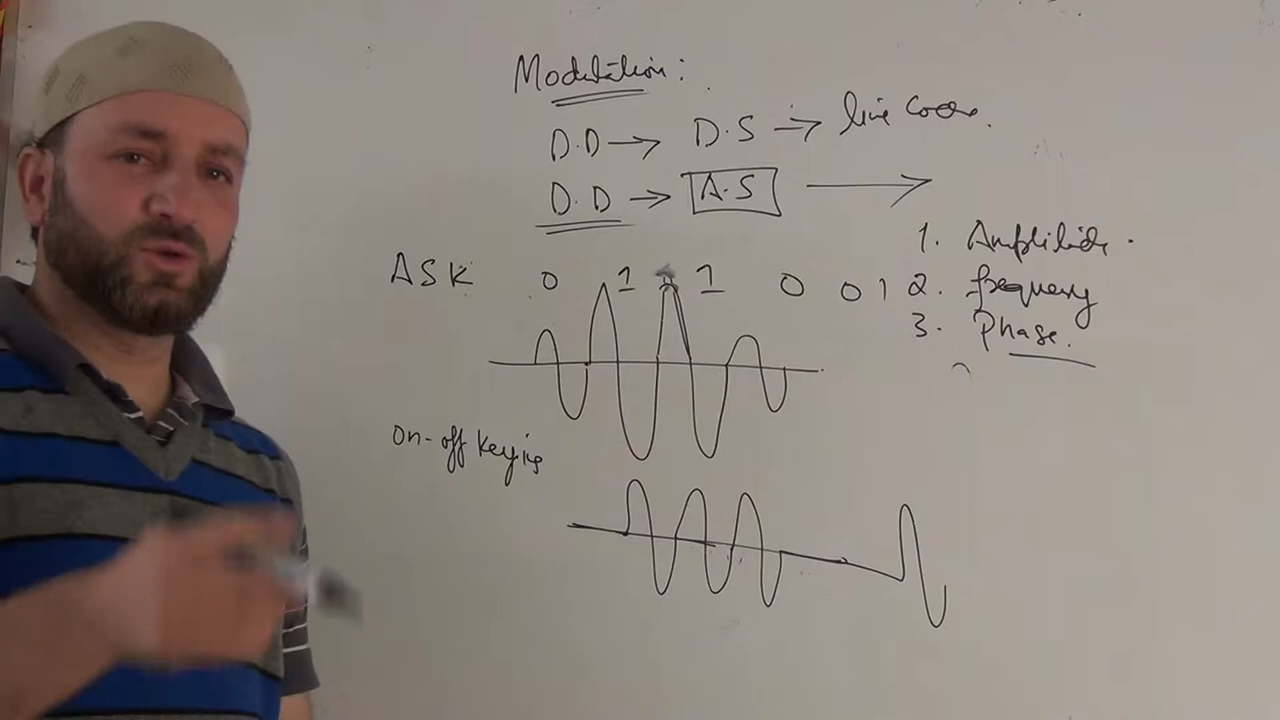 Modulation:
D.D → D.S → line codes.
D.D → A.S →
1. Amplitude.
ASK 0 1 1 0 0 1
2. frequency
3. Phase.
on-off keying